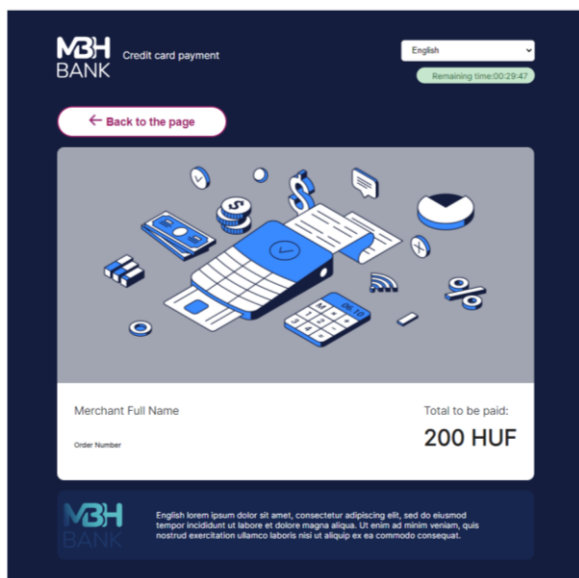 MBH
BANK
Credit card payment
English
Remaining time:00:29:47
← Back to the page
$
$
06.10
%
Merchant Full Name
Total to be paid:
Order Number
200 HUF
MBH
BANK
English lorem ipsum dolor sit amet, consectetur adipiscing elit, sed do eiusmod
tempor incididunt ut labore et dolore magna aliqua. Ut enim ad minim veniam, quis
nostrud exercitation ullamco laboris nisi ut aliquip ex ea commodo consequat.